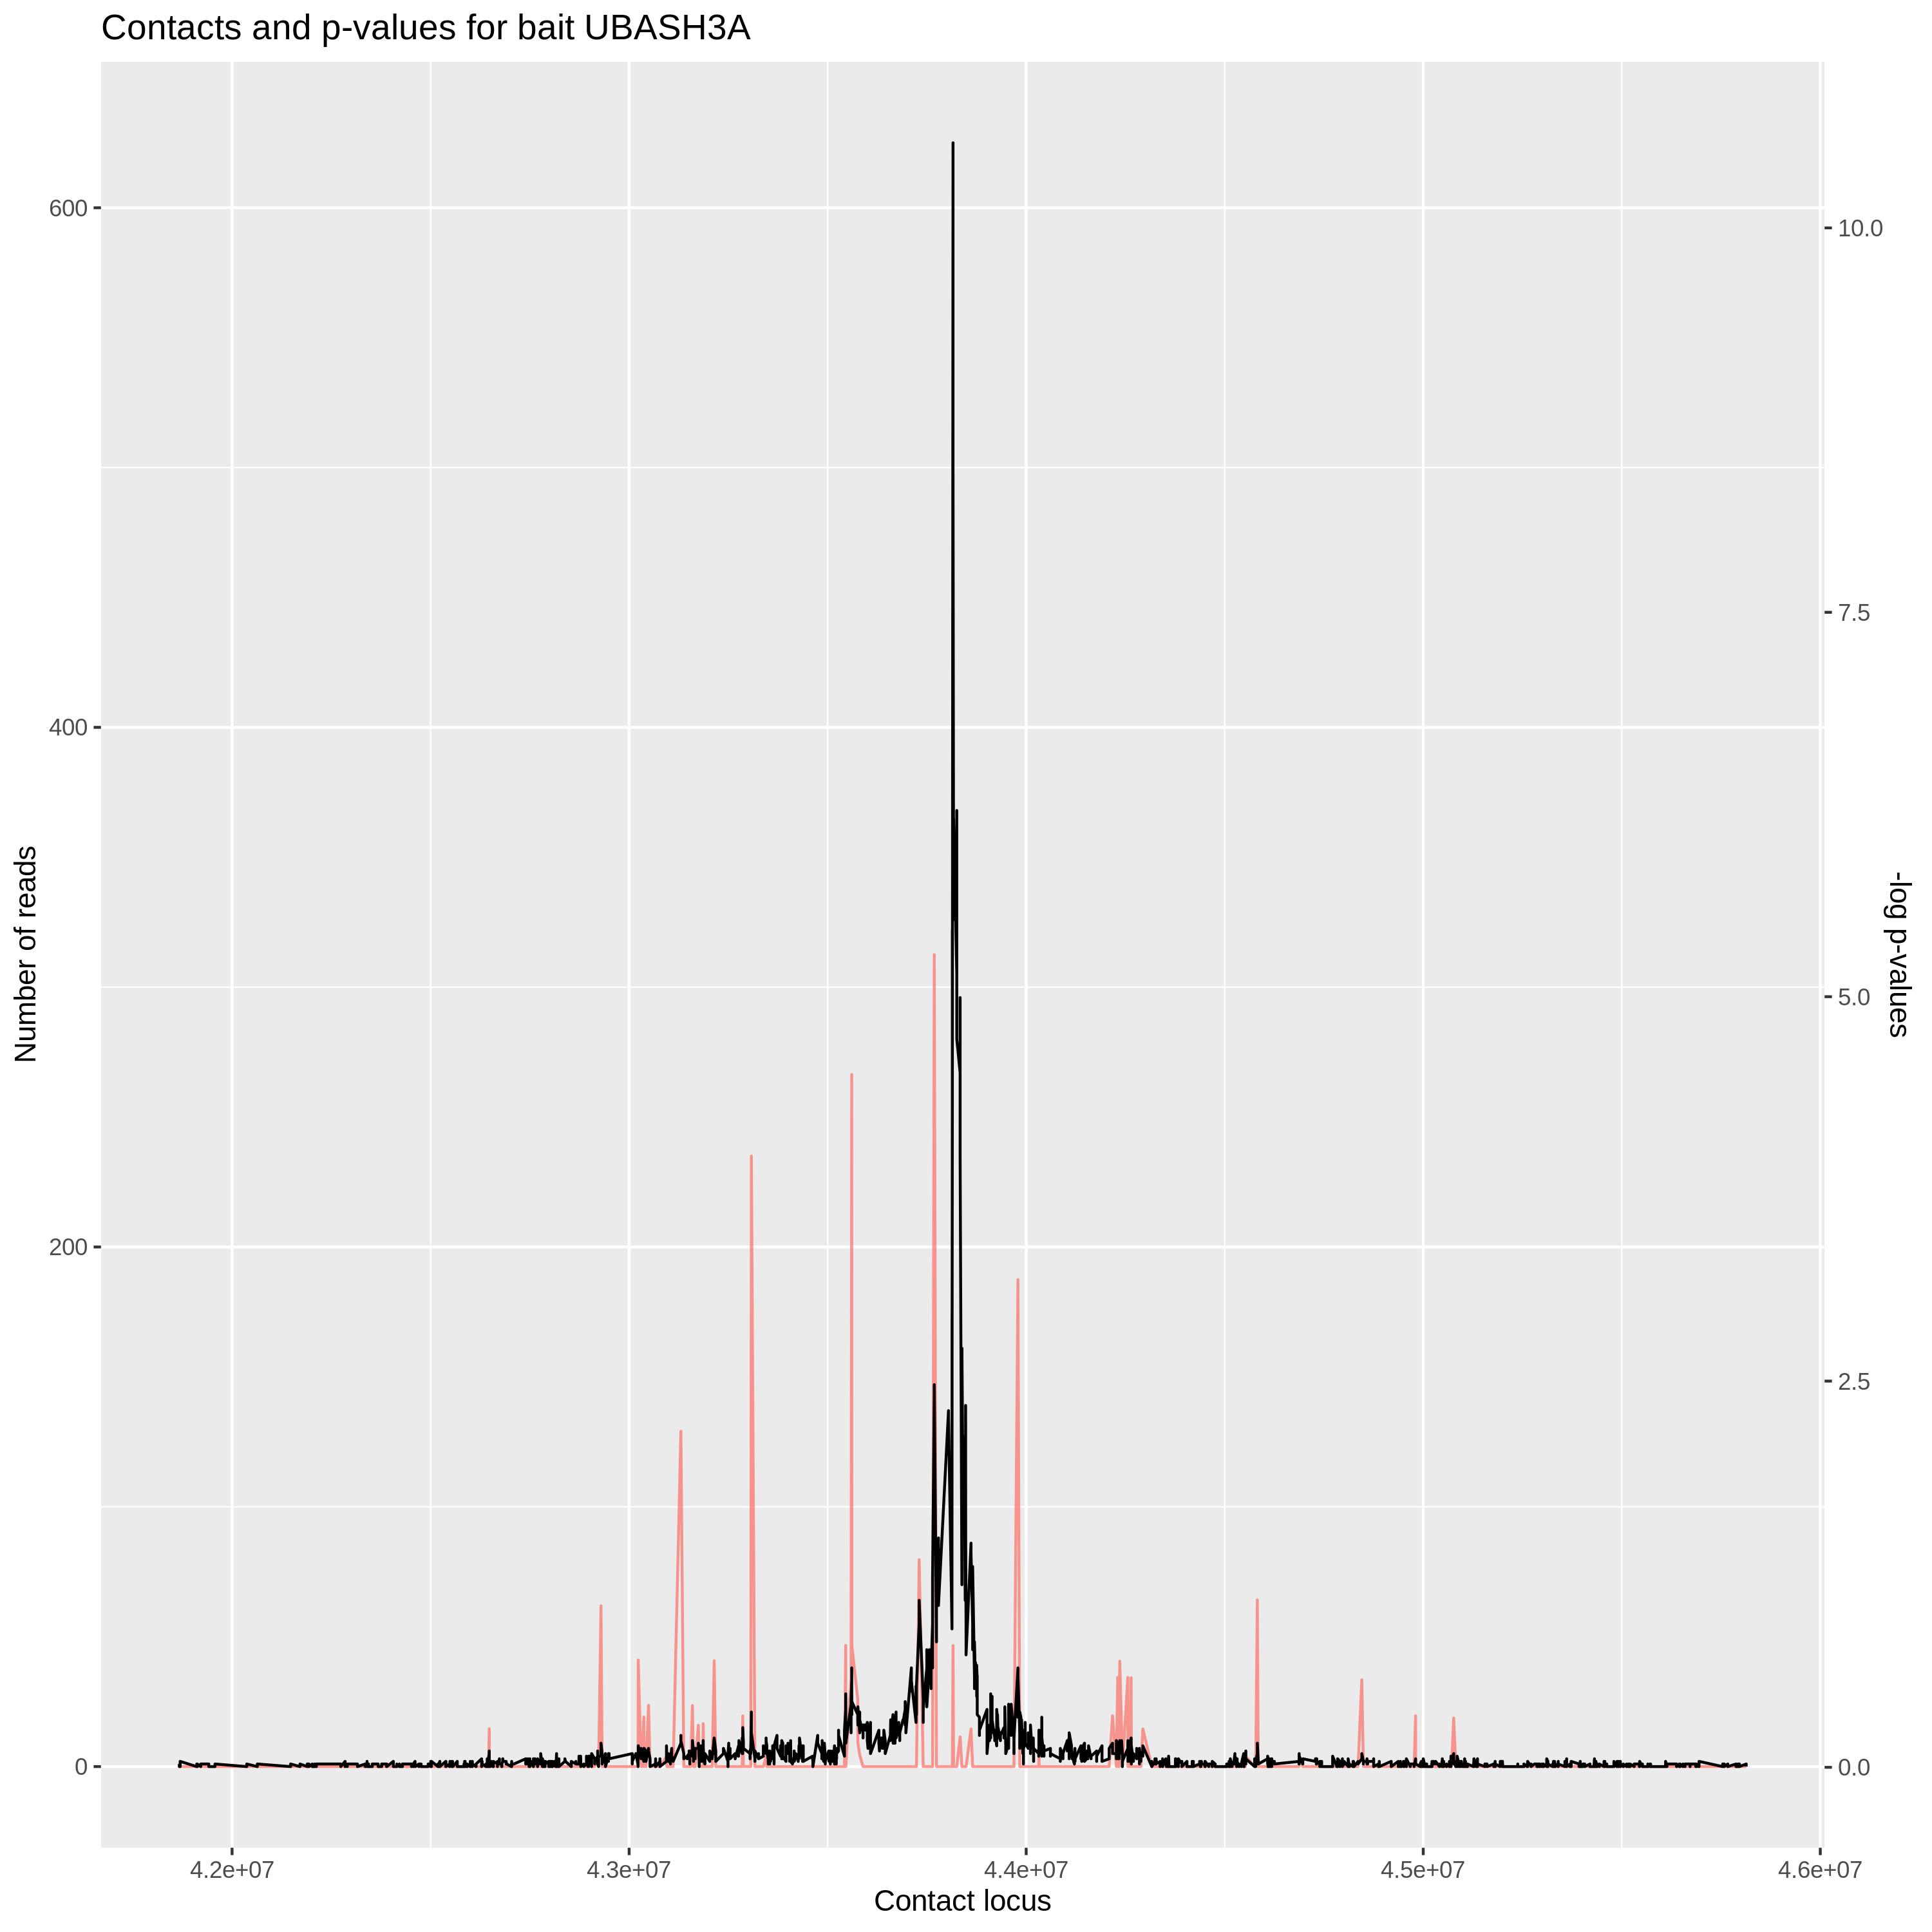 Contacts and p-values for bait UBASH3A
600
400
200
0
Number of reads
10.0
7.5
5.0
2.5
0.0
-log p-values
4.2e+07
4.3e+07
4.4e+07
4.5e+07
4.6e+07
Contact locus